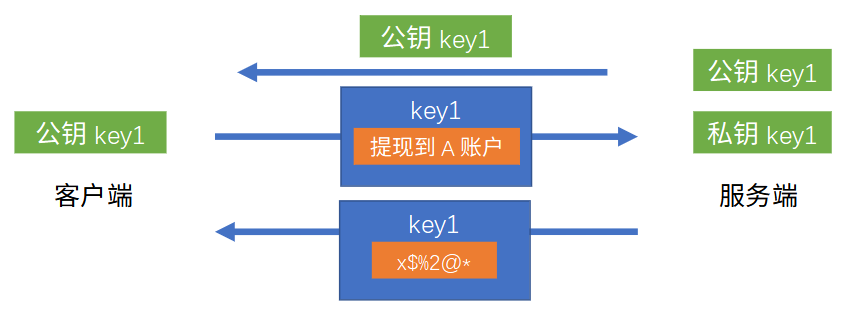 公钥 key1
公钥 key1
key1
公钥 key1
提现到 A 账户
私钥 key1
客户端
服务端
key1
x$%2@*